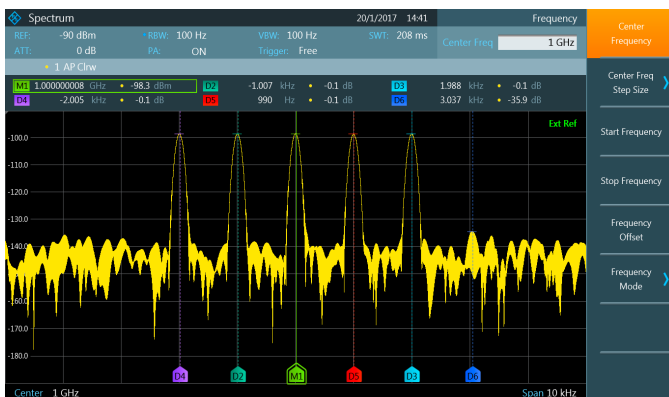 Spectrum 20/1/2017 14:41 Frequency
REF: -90 dBm RBW: 100 Hz VBW: 100 Hz SWT: 208 ms
ATT: 0 dB PA: ON Trigger: Free
Center Freq 1 GHz
1 AP Clrw
M1 1.000000008 GHz • -98.3 dBm D2 -1.007 kHz • -0.1 dB D3 1.988 kHz • -0.1 dB
D4 -2.005 kHz • -0.1 dB D5 990 Hz • -0.1 dB D6 3.037 kHz • -35.9 dB
Ext Ref
-100.0
-110.0
-120.0
-130.0
-140.0
-160.0
-170.0
-180.0
D4 D2 M1 D5 D3 D6
Center 1 GHz Span 10 kHz
Center
Frequency
Center Freq
Step Size
Start Frequency
Stop Frequency
Frequency
Offset
Frequency
Mode